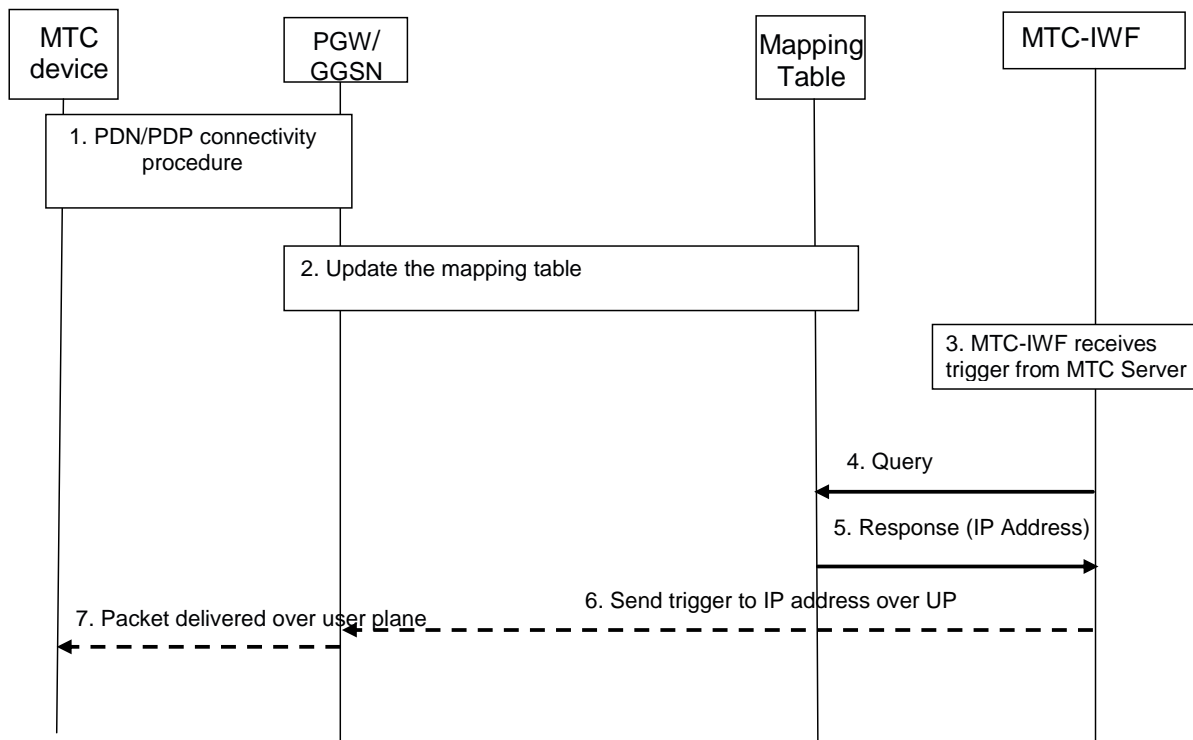 MTC
device
PGW/
GGSN
Mapping
Table
MTC-IWF
1. PDN/PDP connectivity
procedure
2. Update the mapping table
3. MTC-IWF receives
trigger from MTC Server
4. Query
5. Response (IP Address)
6. Send trigger to IP address over UP
7. Packet delivered over user plane